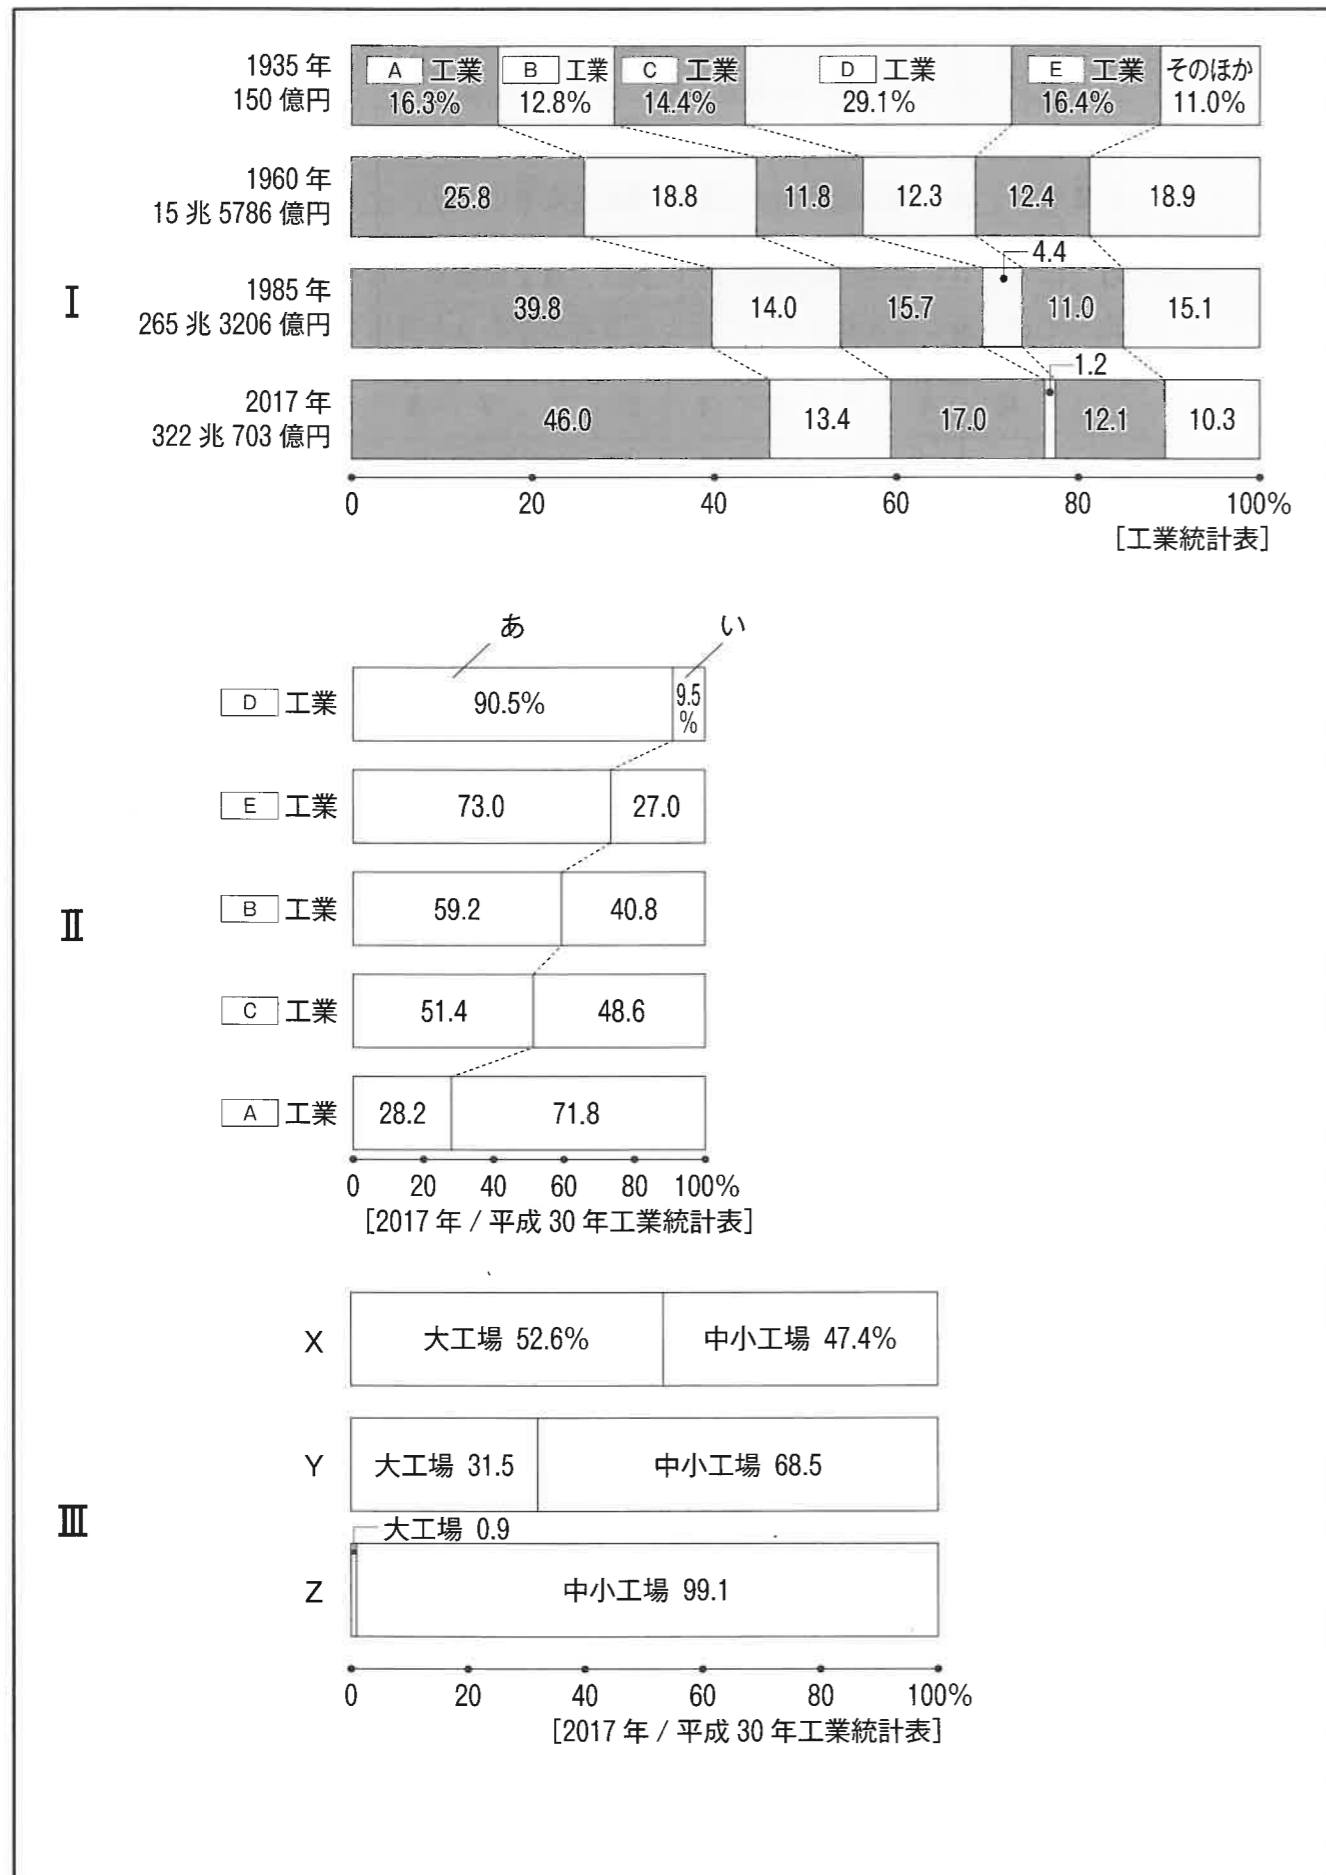 Ⅰ
1935年
150億円
A 工業 B 工業 C 工業 D 工業 E 工業 そのほか
16.3% 12.8% 14.4% 29.1% 16.4% 11.0%
1960年
15兆5786億円
25.8 18.8 11.8 12.3 12.4 18.9
4.4
1985年
265兆3206億円
39.8 14.0 15.7 11.0 15.1
1.2
2017年
322兆703億円
46.0 13.4 17.0 12.1 10.3
0 20 40 60 80 100%
[工業統計表]
Ⅱ
あ い
D 工業 90.5% 9.5%
E 工業 73.0 27.0
B 工業 59.2 40.8
C 工業 51.4 48.6
A 工業 28.2 71.8
0 20 40 60 80 100%
[2017年/平成30年工業統計表]
Ⅲ
X 大工場 52.6% 中小工場 47.4%
Y 大工場 31.5 中小工場 68.5
大工場 0.9
Z 中小工場 99.1
0 20 40 60 80 100%
[2017年/平成30年工業統計表]